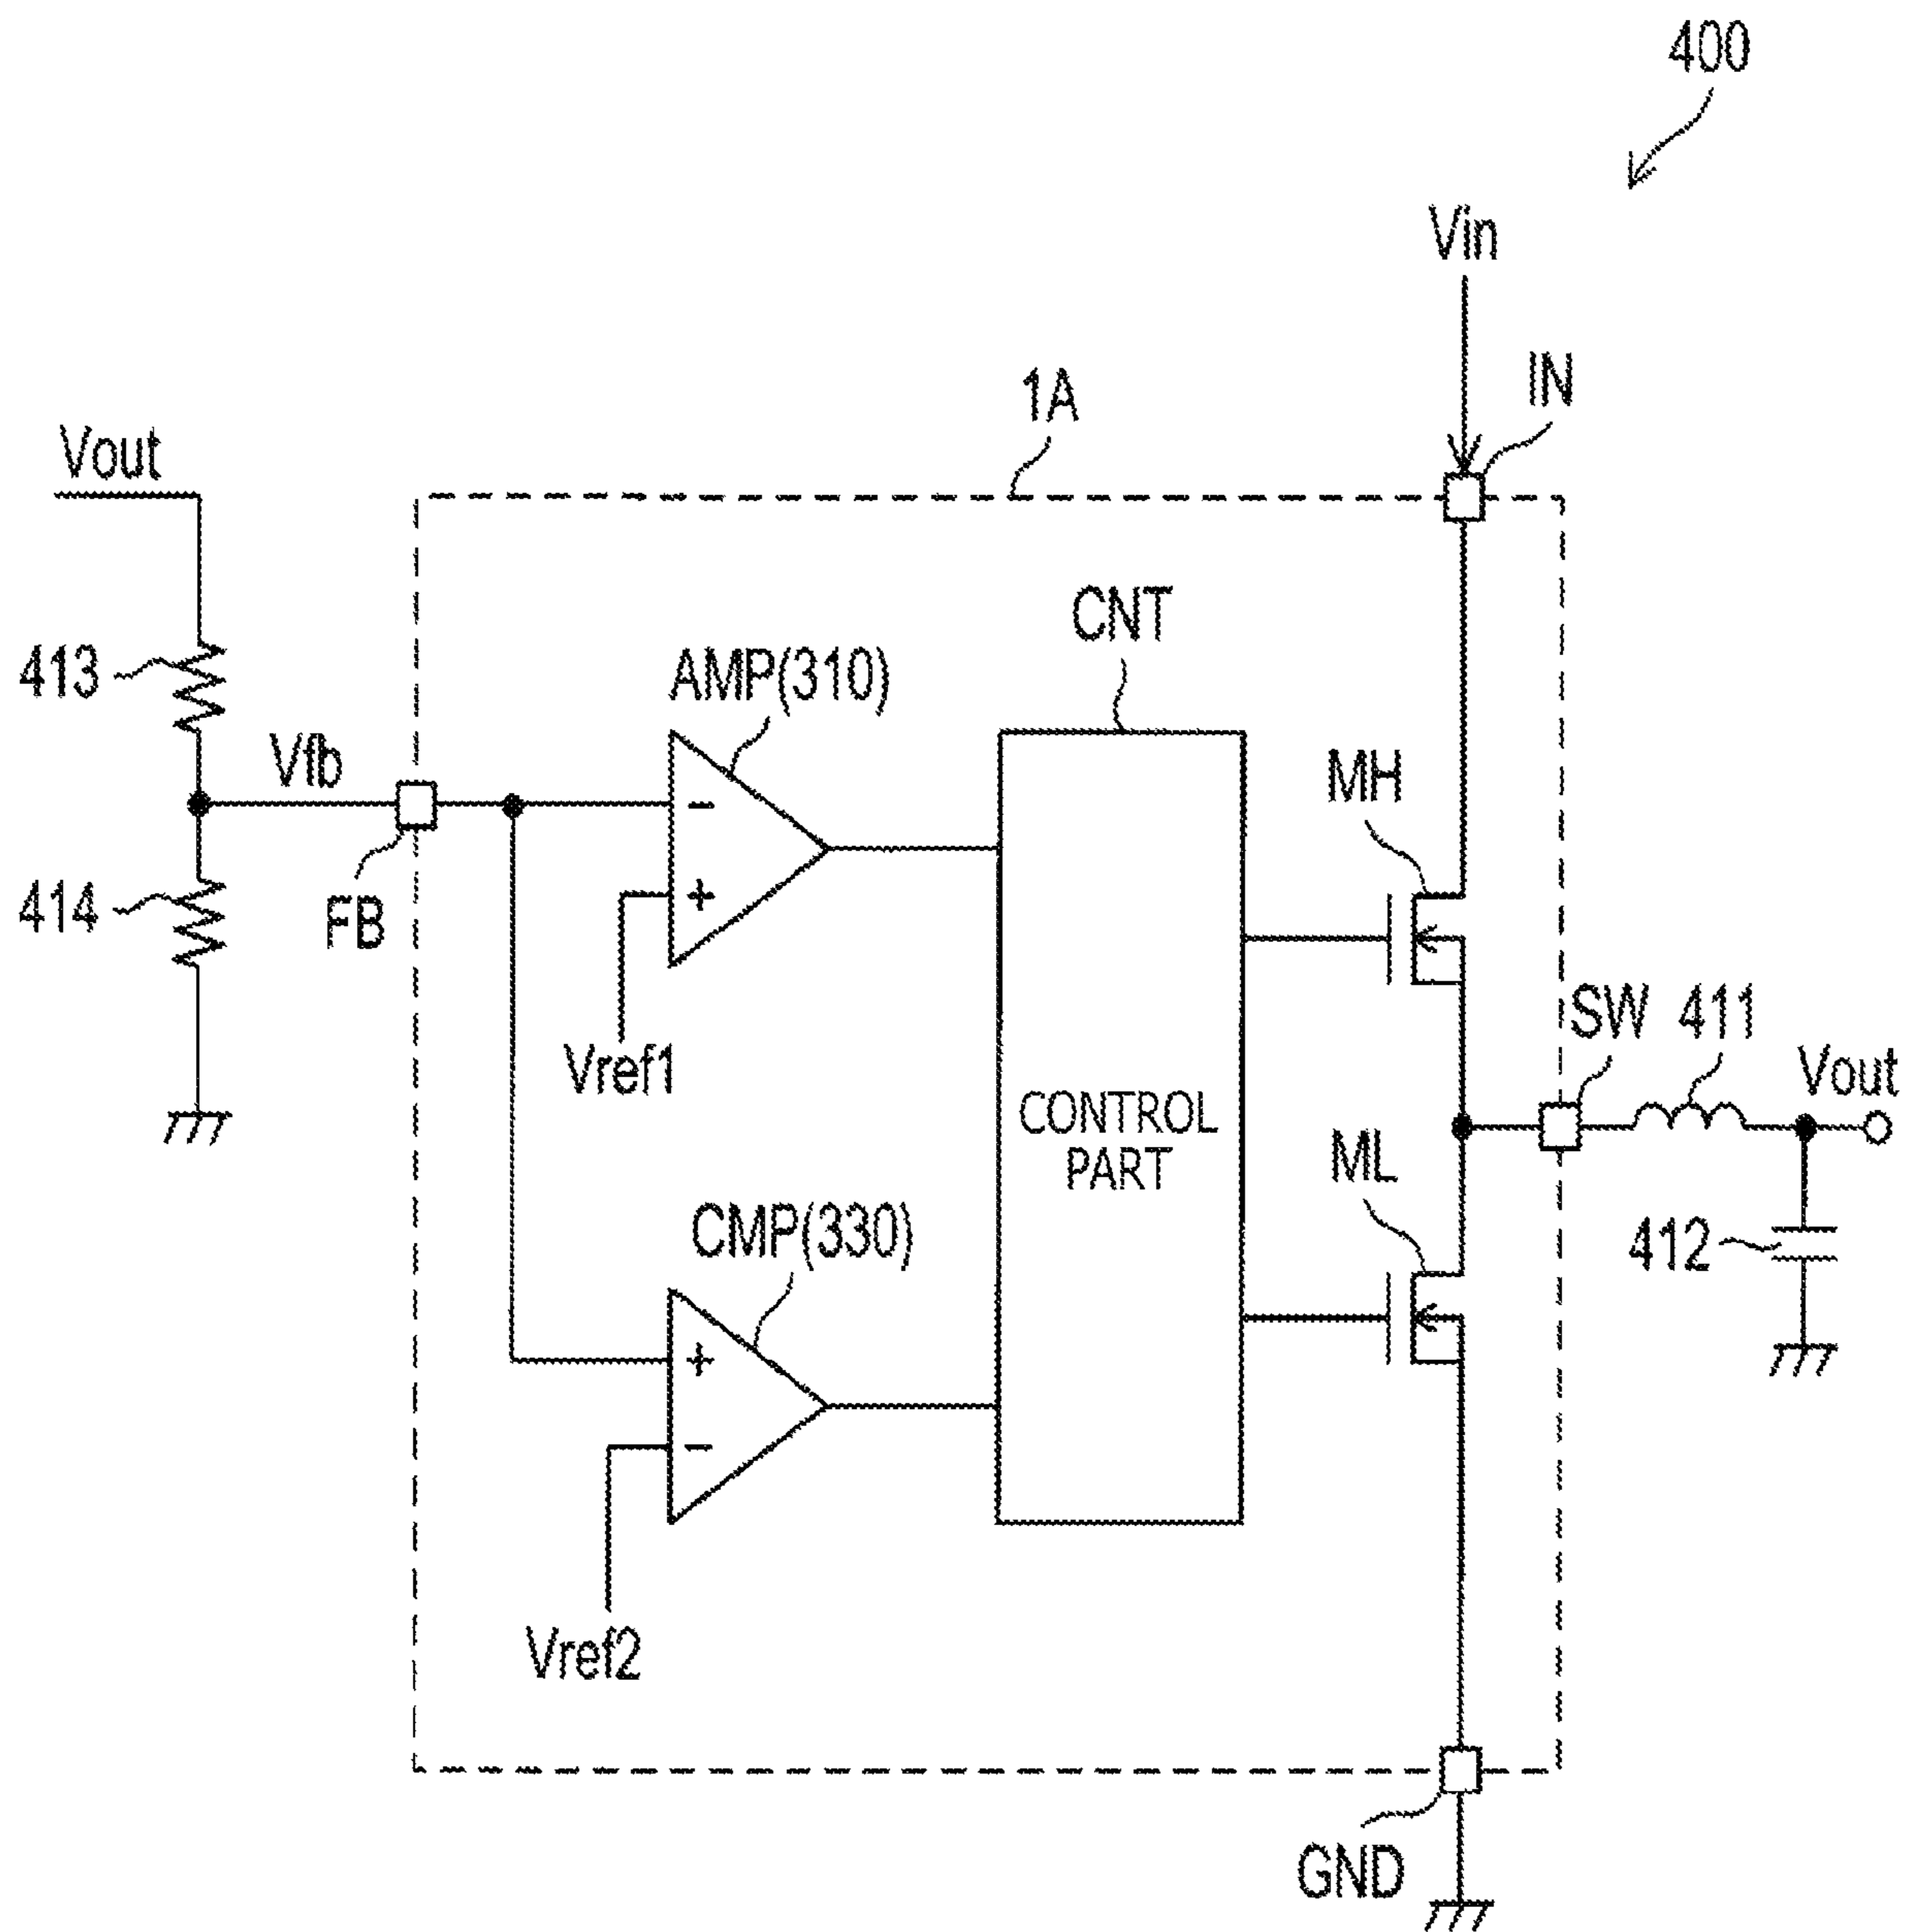 400
Vin
IN
1A
Vout
CNT
413
AMP(310)
Vfb
MH
414
FB
SW
411
Vout
Vref1
CONTROL
PART
ML
CMP(330)
412
Vref2
GND